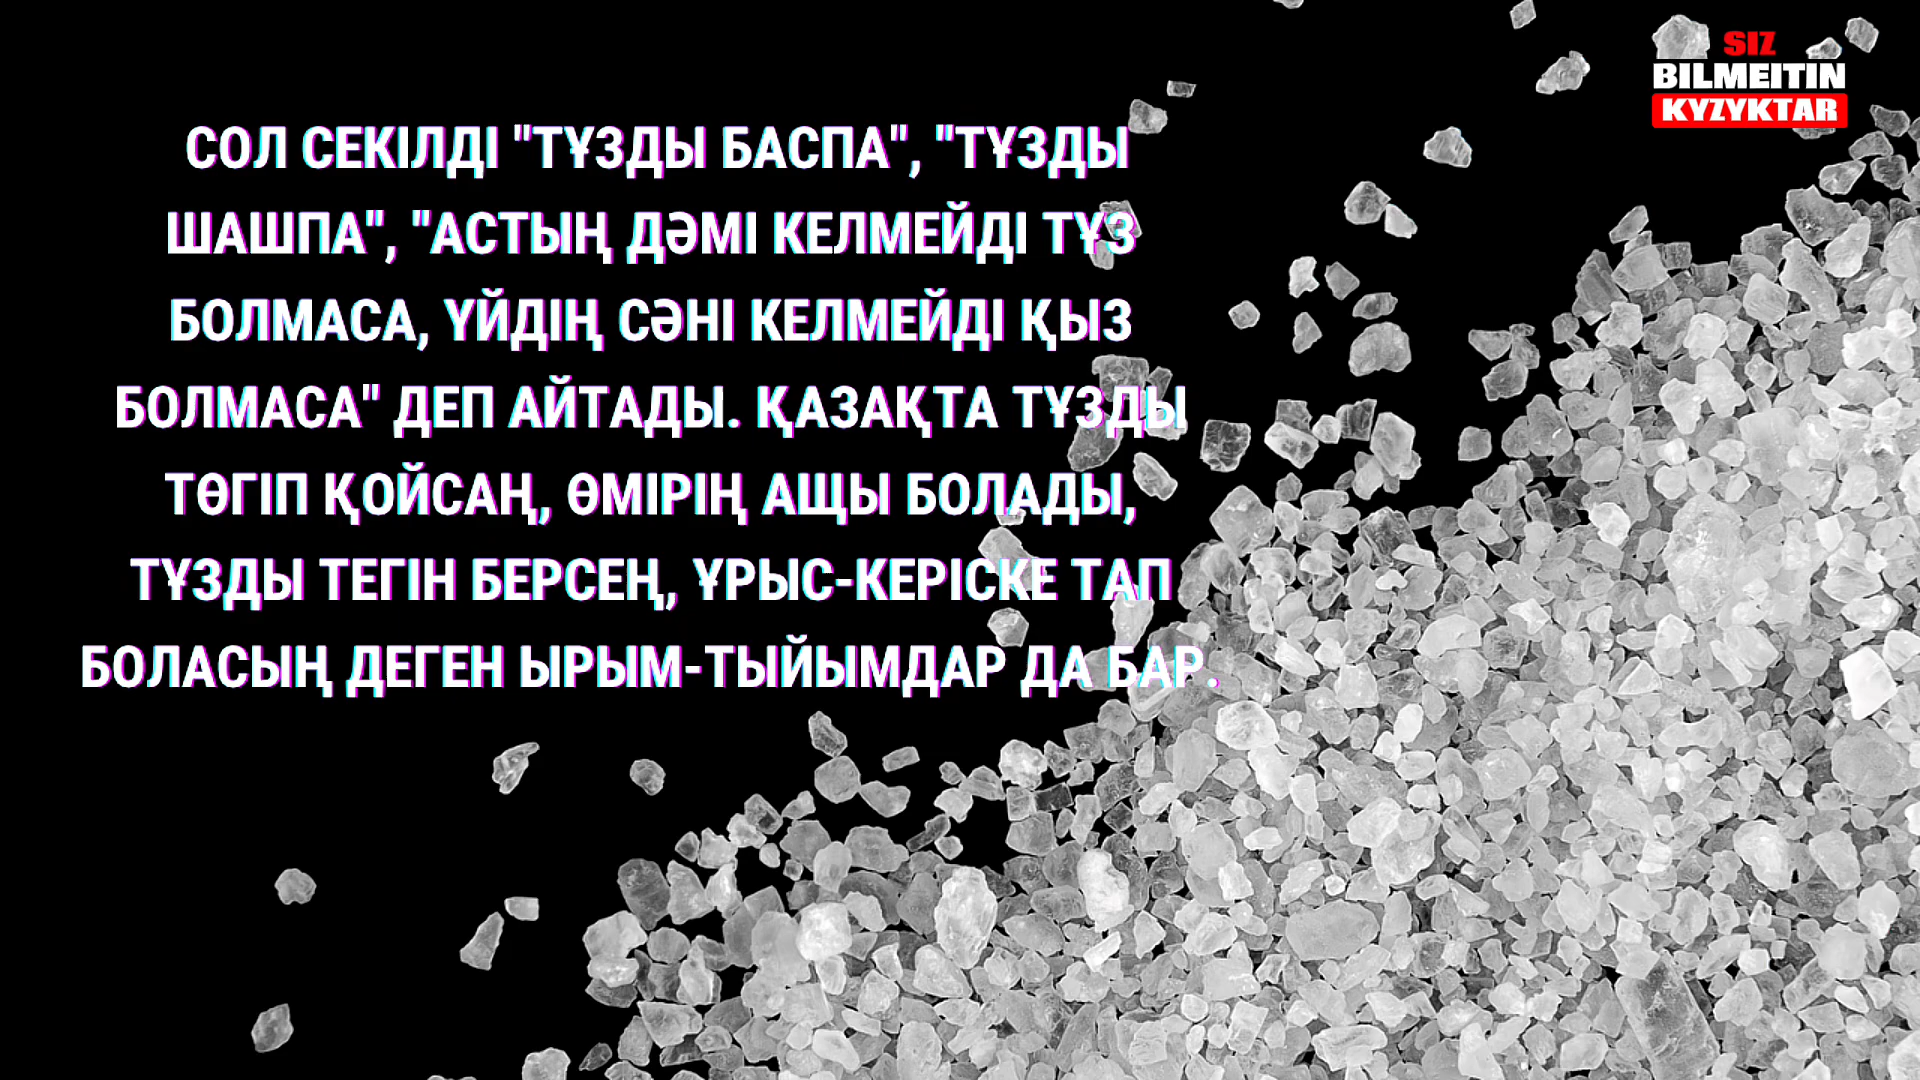 SIZ
BILMEITIN
KYZYKTAR
СОЛ СЕКІЛДІ "ТҰЗДЫ БАСПА", "ТҰЗДЫ
ШАШПА", "АСТЫҢ ДӘМІ КЕЛМЕЙДІ ТҰЗ
БОЛМАСА, ҮЙДІҢ СӘНІ КЕЛМЕЙДІ ҚЫЗ
БОЛМАСА" ДЕП АЙТАДЫ. ҚАЗАҚТА ТҰЗДЫ
ТӨГІП ҚОЙСАҢ, ӨМІРІҢ АЩЫ БОЛАДЫ,
ТҰЗДЫ ТЕГІН БЕРСЕҢ, ҰРЫС-КЕРІСКЕ ТАП
БОЛАСЫҢ ДЕГЕН ЫРЫМ-ТЫЙЫМДАР ДА БАР.